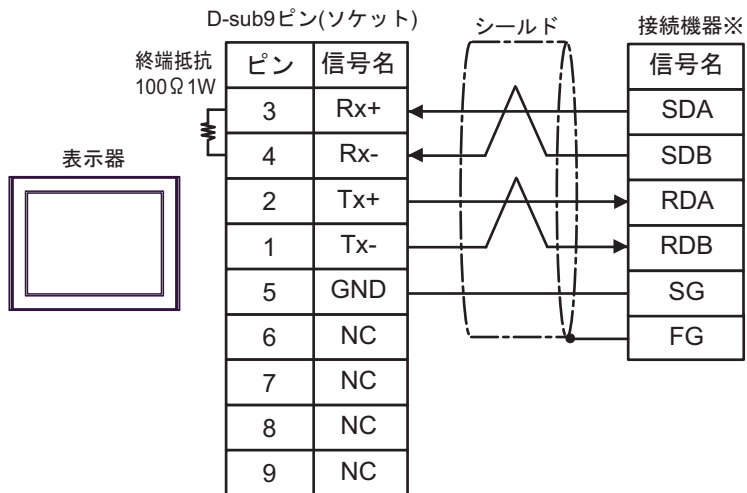 D-sub9ピン(ソケット)
シールド
接続機器※
終端抵抗
100Ω1W
表示器
ピン 信号名
3 Rx+
4 Rx-
2 Tx+
1 Tx-
5 GND
6 NC
7 NC
8 NC
9 NC
信号名
SDA
SDB
RDA
RDB
SG
FG